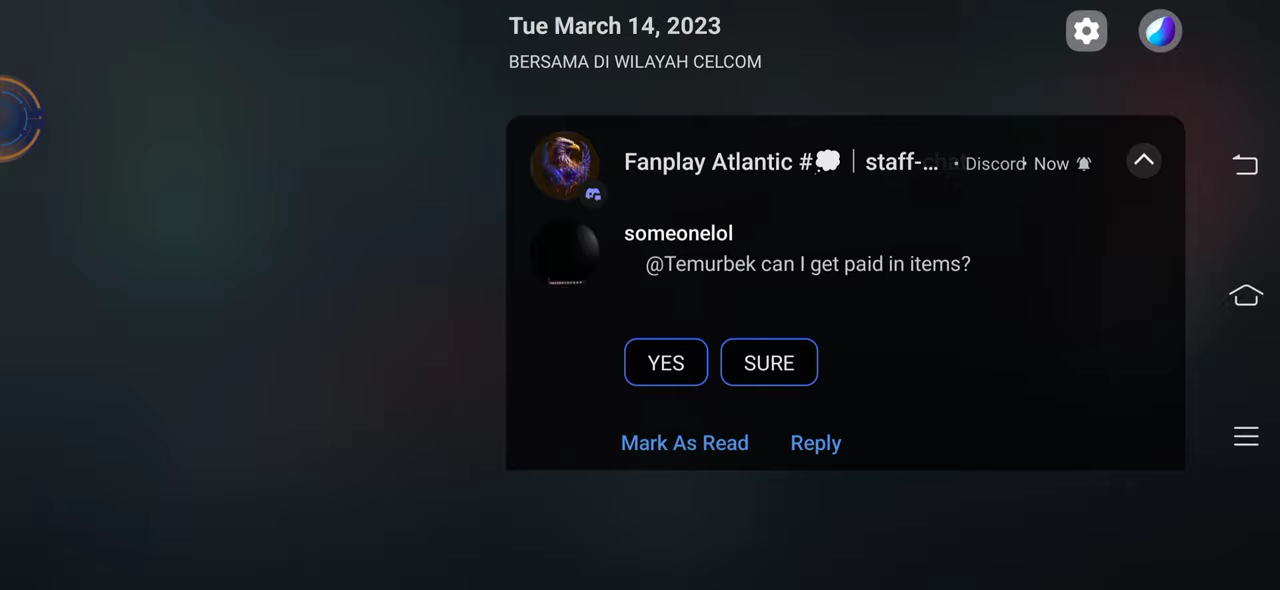 Tue March 14, 2023
BERSAMA DI WILAYAH CELCOM
Fanplay Atlantic #💭│staff-... • Discord • Now
someonelol
@Temurbek can I get paid in items?
YES SURE
Mark As Read Reply